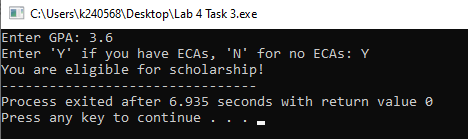 C:\Users\k240568\Desktop\Lab 4 Task 3.exe
Enter GPA: 3.6
Enter 'Y' if you have ECAs, 'N' for no ECAs: Y
You are eligible for scholarship!
--------------------------------
Process exited after 6.935 seconds with return value 0
Press any key to continue . . .